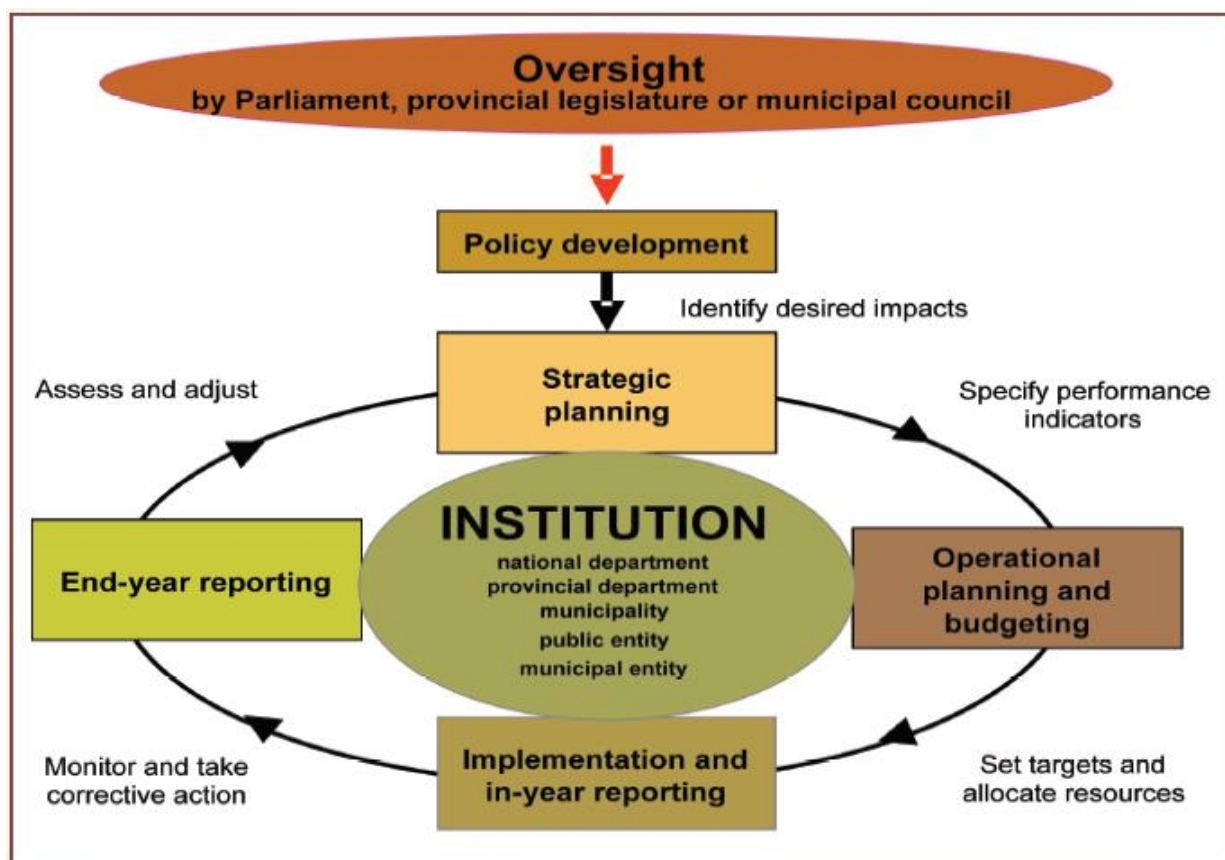 Oversight
by Parliament, provincial legislature or municipal council
Policy development
Identify desired impacts
Strategic
planning
Assess and adjust
Specify performance
indicators
INSTITUTION
national department
provincial department
municipality
public entity
municipal entity
End-year reporting
Operational
planning and
budgeting
Implementation and
in-year reporting
Monitor and take
corrective action
Set targets and
allocate resources